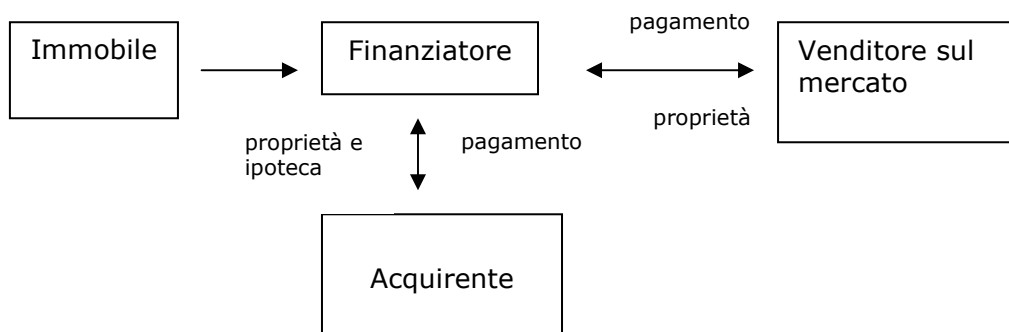 pagamento
Immobile
Finanziatore
Venditore sul
mercato
proprietà
proprietà e
ipoteca
pagamento
Acquirente